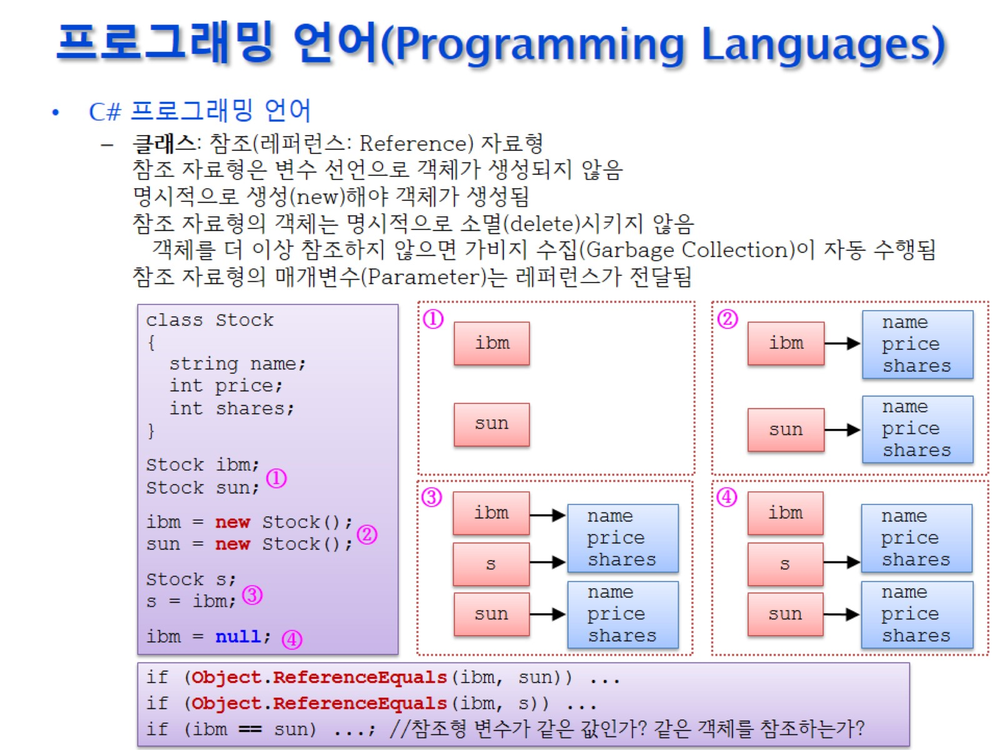 프로그래밍 언어(Programming Languages)
• C# 프로그래밍 언어
– 클래스: 참조(레퍼런스: Reference) 자료형
참조 자료형은 변수 선언으로 객체가 생성되지 않음
명시적으로 생성(new)해야 객체가 생성됨
참조 자료형의 객체는 명시적으로 소멸(delete)시키지 않음
객체를 더 이상 참조하지 않으면 가비지 수집(Garbage Collection)이 자동 수행됨
참조 자료형의 매개변수(Parameter)는 레퍼런스가 전달됨
class Stock
{
string name;
int price;
int shares;
}
Stock ibm;
Stock sun;
①
ibm = new Stock();
sun = new Stock();
②
Stock s;
s = ibm;
③
ibm = null; ④
①
ibm
sun
②
ibm
name
price
shares
sun
name
price
shares
③
ibm
s
name
price
shares
sun
name
price
shares
④
ibm
s
name
price
shares
sun
name
price
shares
if (Object.ReferenceEquals(ibm, sun)) ...
if (Object.ReferenceEquals(ibm, s)) ...
if (ibm == sun) ...; //참조형 변수가 같은 값인가? 같은 객체를 참조하는가?